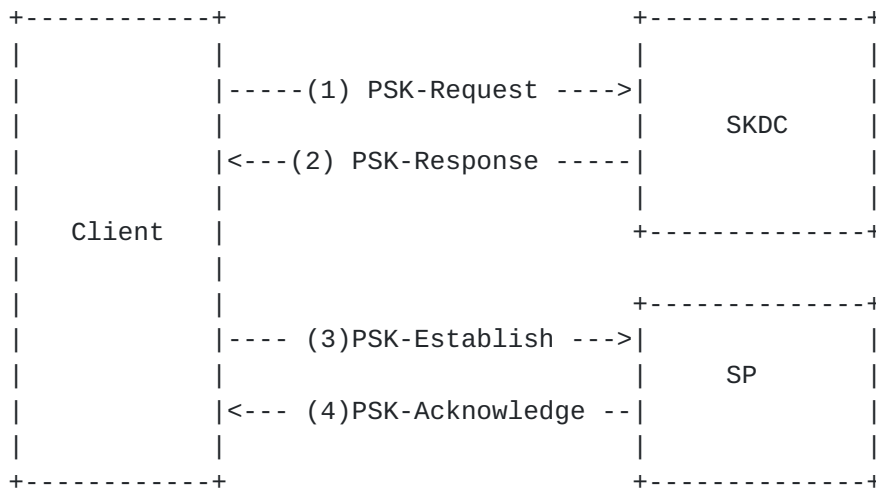 (1) PSK-Request
SKDC
(2) PSK-Response
Client
(3)PSK-Establish
SP
(4)PSK-Acknowledge